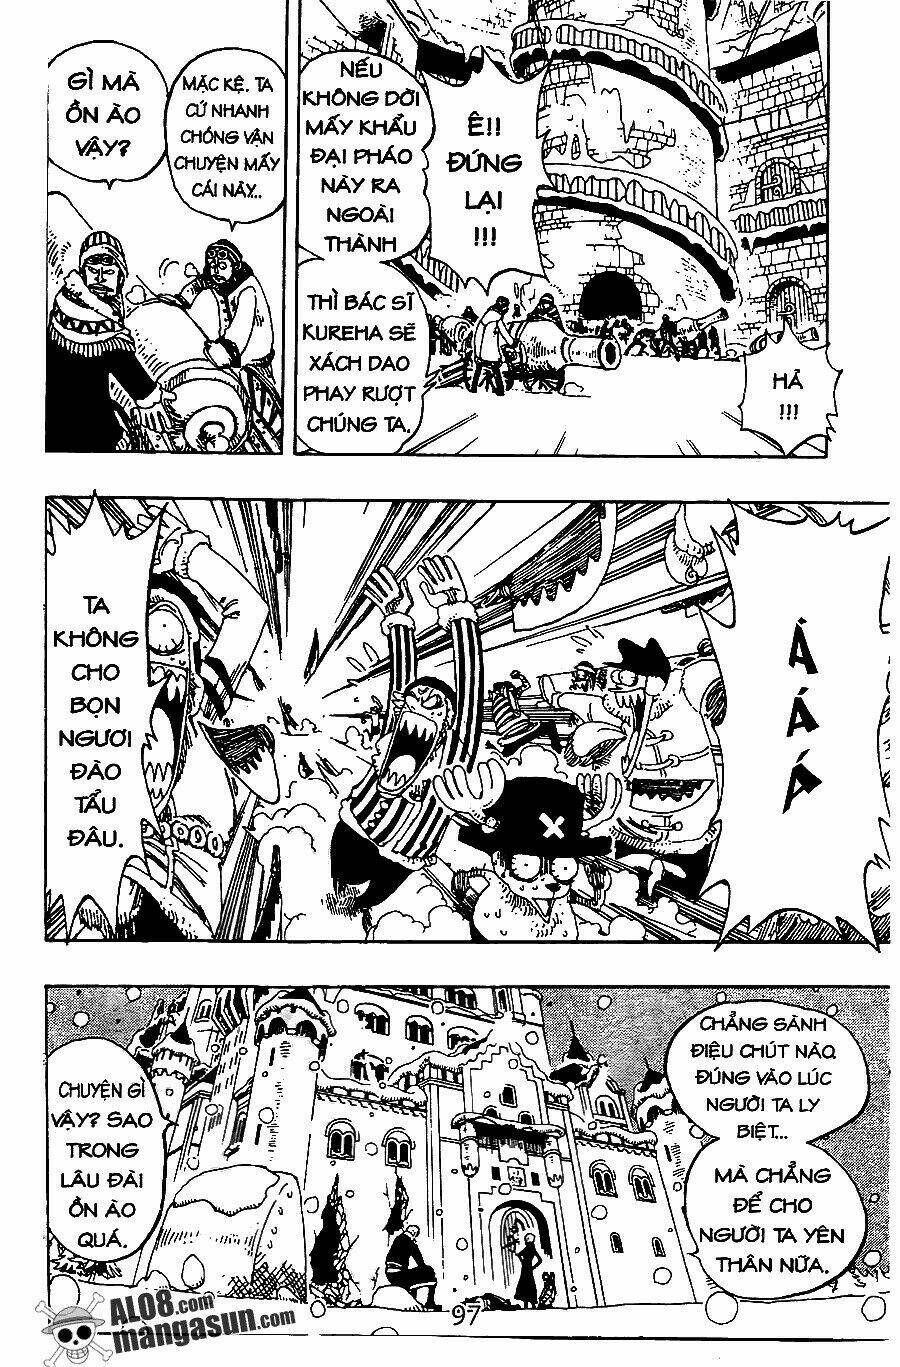 HẢ
!!!
Ê!!
ĐỨNG
LẠI
!!!
NẾU
KHÔNG DỜI
MẤY KHẨU
ĐẠI PHÁO
NÀY RA
NGOÀI
THÀNH
THÌ BÁC SĨ
KUREHA SẼ
XÁCH DAO
PHAY RƯỢT
CHÚNG TA.
MẶC KỆ. TA
CỨ NHANH
CHÓNG VẬN
CHUYỆN MẤY
CÁI NÀY...
GÌ MÀ
ỒN ÀO
VẬY?
À
Á
Á
TA
KHÔNG
CHO
BỌN
NGƯƠI
ĐÀO
TẨU
ĐÂU.
CHẲNG SÀNH
ĐIỆU CHÚT NÀO.
ĐÚNG VÀO LÚC
NGƯỜI TA LY
BIỆT...
MÀ CHẲNG
ĐỂ CHO
NGƯỜI TA YÊN
THÂN NỮA.
CHUYỆN GÌ
VẬY? SAO
TRONG
LÂU ĐÀI
ỒN ÀO
QUÁ.
97
ALO8.com
mangasun.com